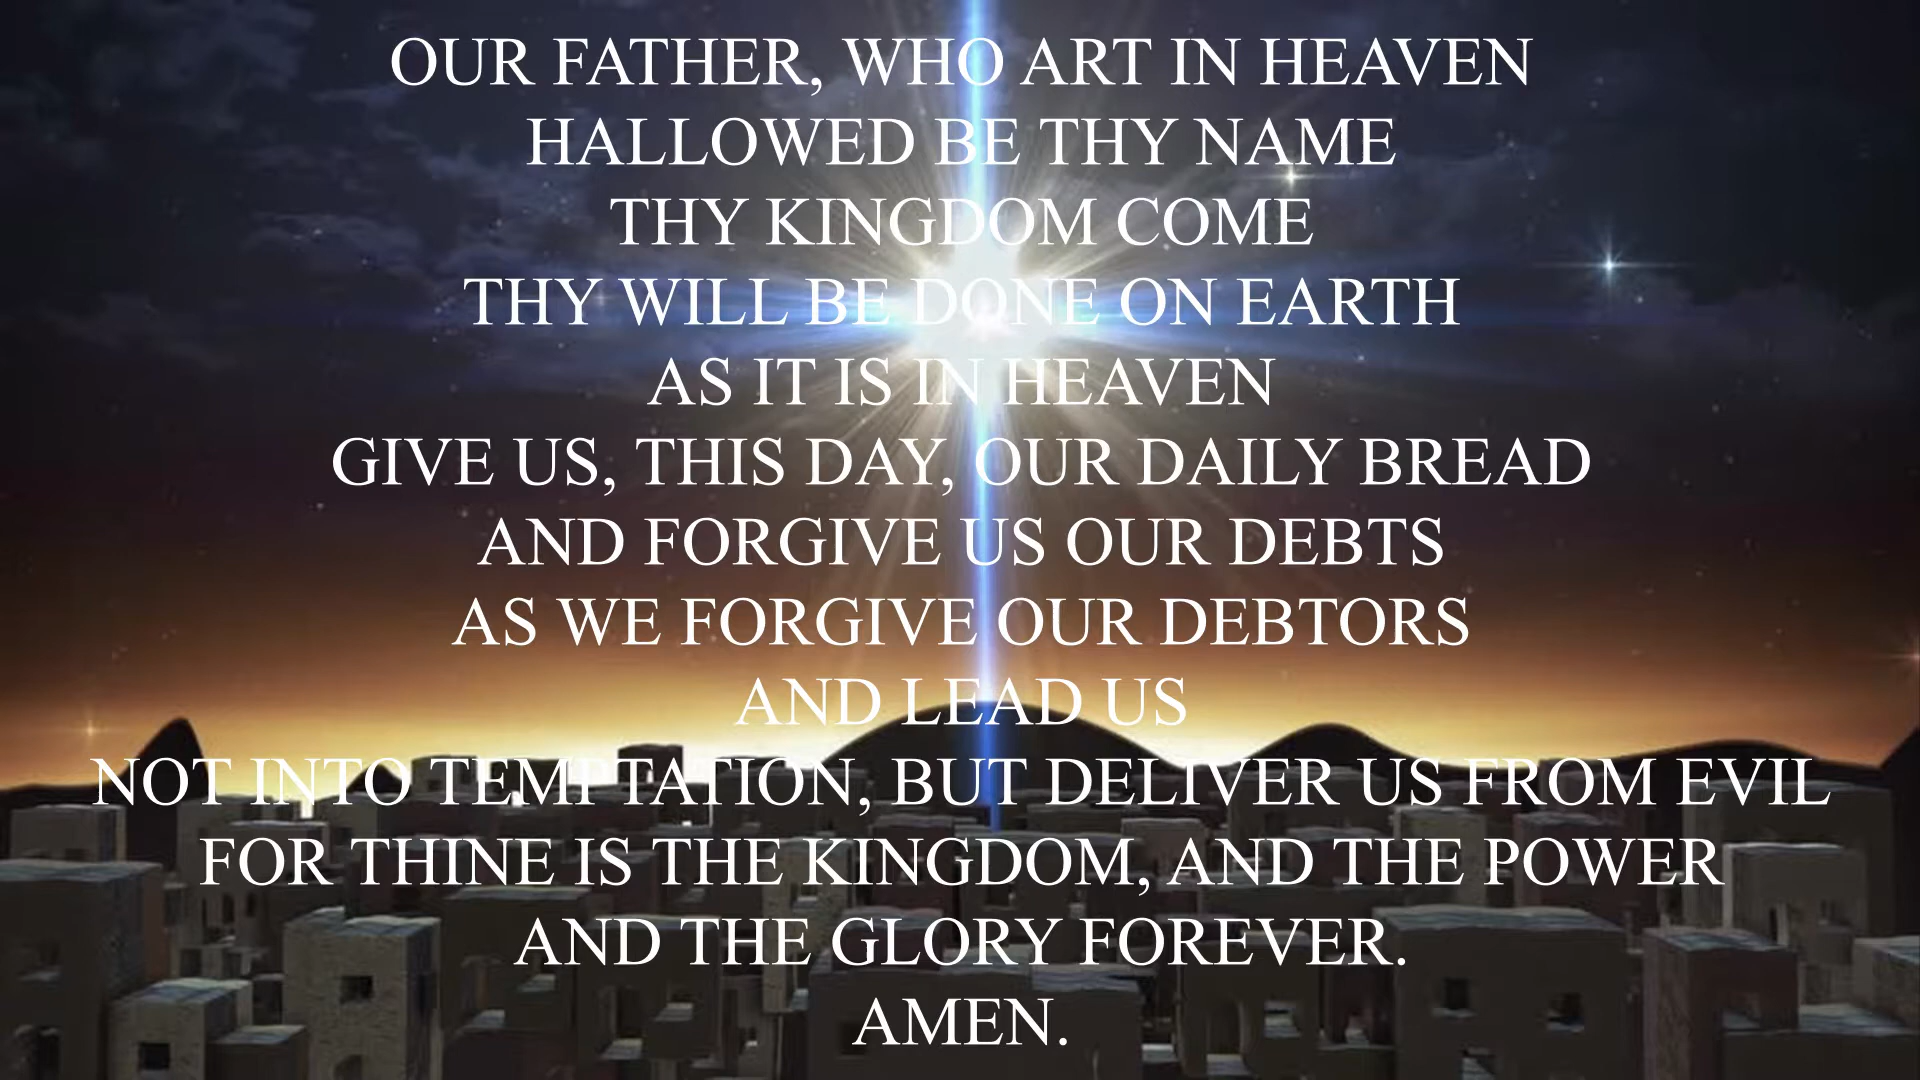 OUR FATHER, WHO ART IN HEAVEN
HALLOWED BE THY NAME
THY KINGDOM COME
THY WILL BE DONE ON EARTH
AS IT IS IN HEAVEN
GIVE US, THIS DAY, OUR DAILY BREAD
AND FORGIVE US OUR DEBTS
AS WE FORGIVE OUR DEBTORS
AND LEAD US
NOT INTO TEMPTATION, BUT DELIVER US FROM EVIL
FOR THINE IS THE KINGDOM, AND THE POWER
AND THE GLORY FOREVER.
AMEN.